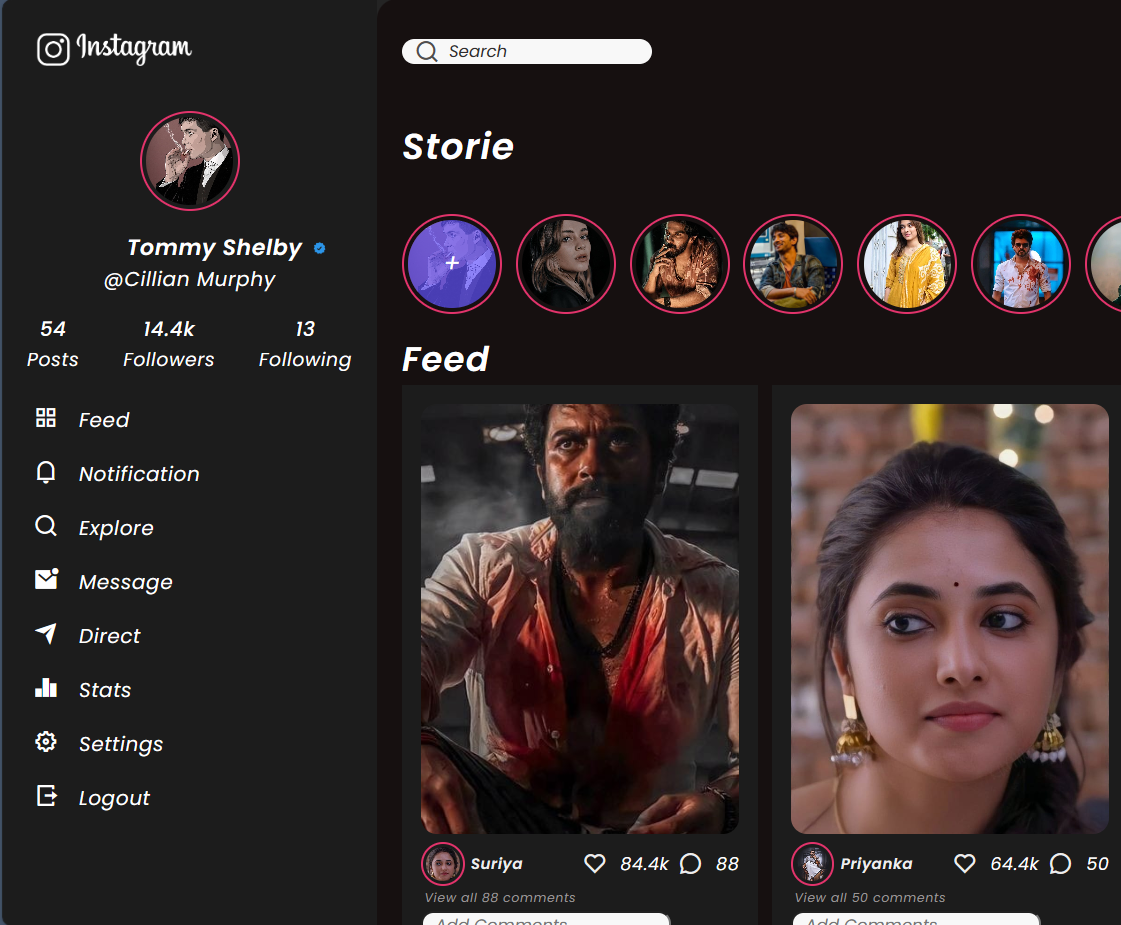 Instagram
Tommy Shelby
@Cillian Murphy
54 14.4k 13
Posts Followers Following
Feed
Notification
Explore
Message
Direct
Stats
Settings
Logout
Search
Storie
+
Feed
Suriya 84.4k 88
View all 88 comments
Add Comments
Priyanka 64.4k 50
View all 50 comments
Add Comments